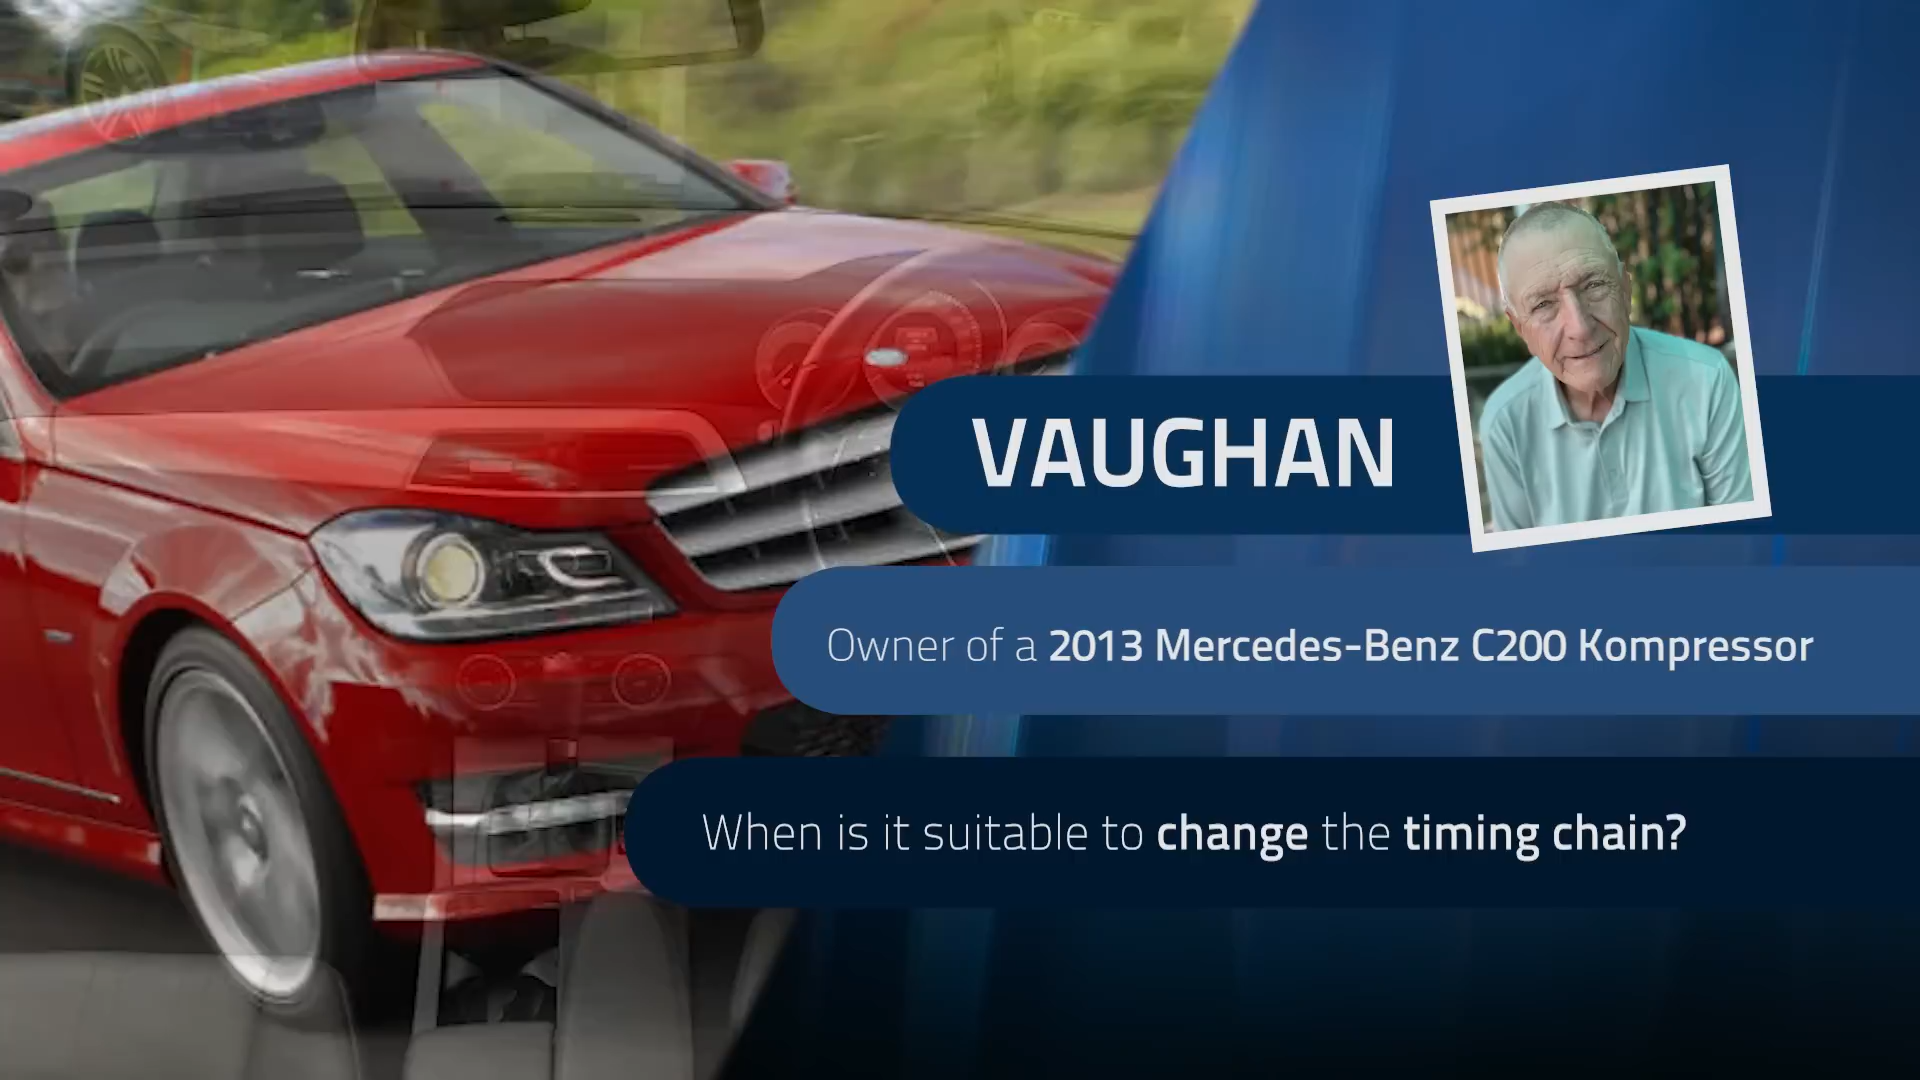 VAUGHAN
Owner of a 2013 Mercedes-Benz C200 Kompressor
When is it suitable to change the timing chain?